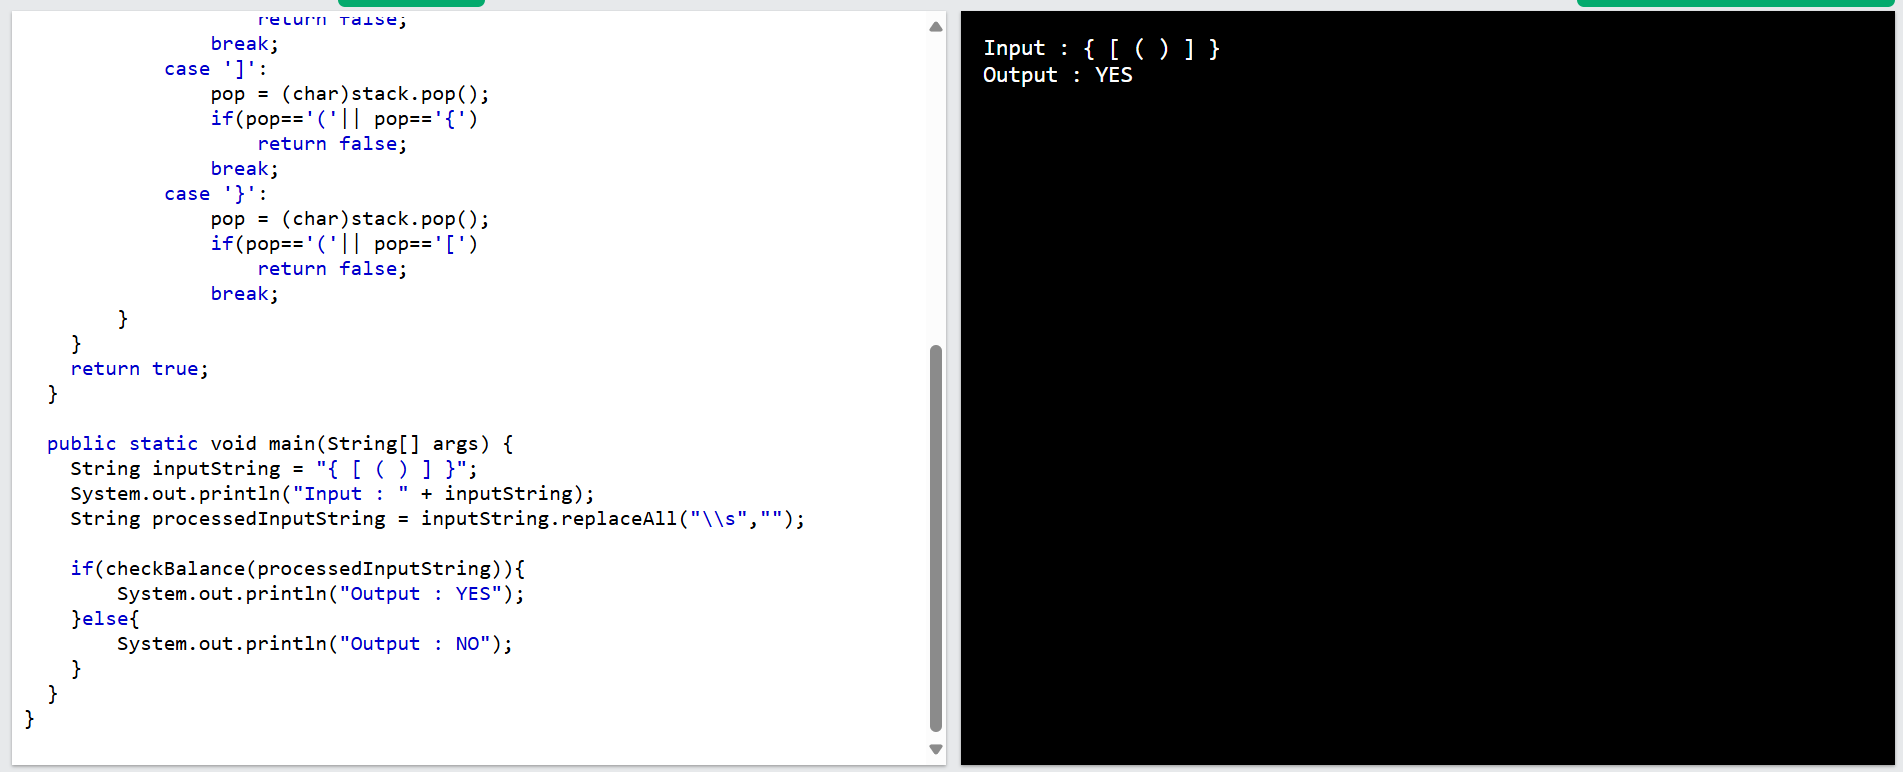 return false;
break;
case ']':
pop = (char)stack.pop();
if(pop=='('|| pop=='{')
return false;
break;
case '}':
pop = (char)stack.pop();
if(pop=='('|| pop=='[')
return false;
break;
}
}
return true;
}
public static void main(String[] args) {
String inputString = "{ [ ( ) ] }";
System.out.println("Input : " + inputString);
String processedInputString = inputString.replaceAll("\\s","");
if(checkBalance(processedInputString)){
System.out.println("Output : YES");
}else{
System.out.println("Output : NO");
}
}
}
Input : { [ ( ) ] }
Output : YES